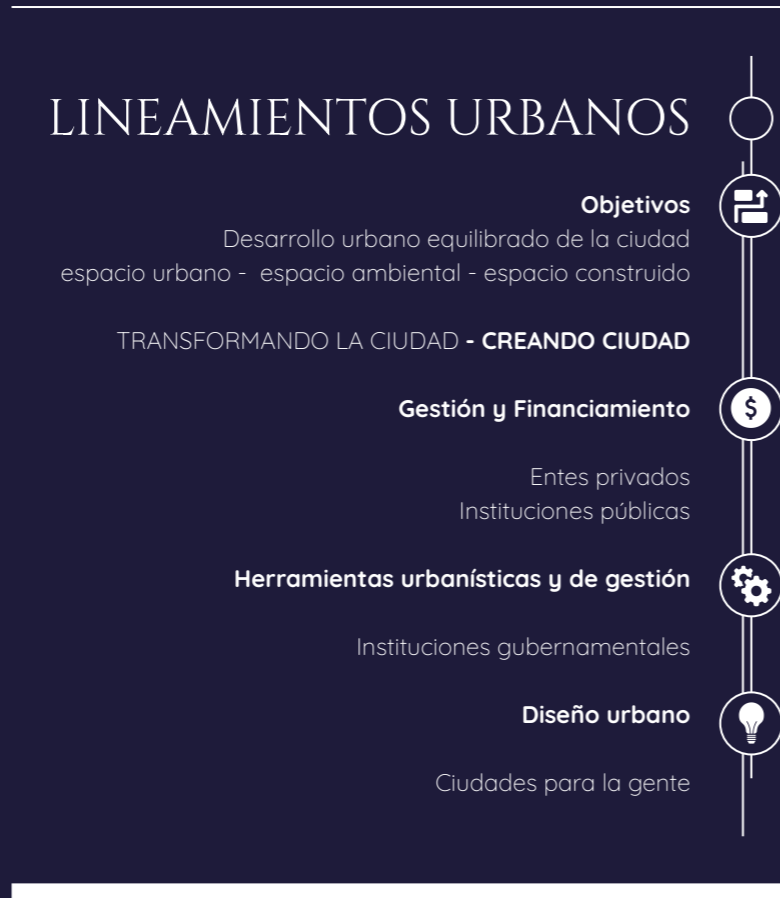 LINEAMIENTOS URBANOS
Objetivos
Desarrollo urbano equilibrado de la ciudad
espacio urbano - espacio ambiental - espacio construido
TRANSFORMANDO LA CIUDAD - CREANDO CIUDAD
Gestión y Financiamiento
$
Entes privados
Instituciones públicas
Herramientas urbanísticas y de gestión
Instituciones gubernamentales
Diseño urbano
Ciudades para la gente